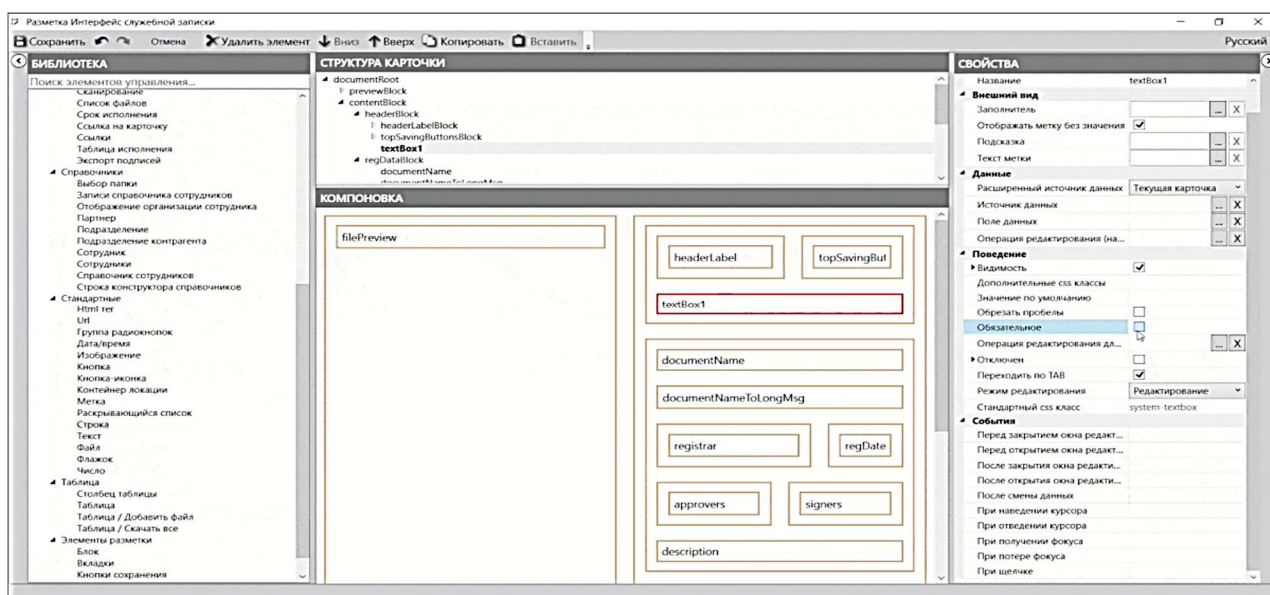 Разметка Интерфейс служебной записки
Сохранить Отмена Удалить элемент Вниз Вверх Копировать Вставить Русский
БИБЛИОТЕКА
Поиск элементов управления...
Сканирование
Список файлов
Срок исполнения
Ссылка на карточку
Ссылки
Таблица исполнения
Экспорт подписей
Справочники
Выбор папки
Записи справочника сотрудников
Отображение организации сотрудника
Партнер
Подразделение
Подразделение контрагента
Сотрудник
Сотрудники
Справочник сотрудников
Строка конструктора справочников
Стандартные
Html тег
Url
Группа радиокнопок
Дата/время
Изображение
Кнопка
Кнопка-иконка
Контейнер локации
Метка
Раскрывающийся список
Строка
Текст
Файл
Флажок
Число
Таблица
Столбец таблицы
Таблица
Таблица / Добавить файл
Таблица / Скачать все
Элементы разметки
Блок
Вкладки
Кнопки сохранения
СТРУКТУРА КАРТОЧКИ
documentRoot
previewBlock
contentBlock
headerBlock
headerLabelBlock
topSavingButtonsBlock
textBox1
regDataBlock
documentName
documentNameToLongMsg
КОМПОНОВКА
filePreview
headerLabel topSavingBut
textBox1
documentName
documentNameToLongMsg
registrar regDate
approvers signers
description
СВОЙСТВА
Название textBox1
Внешний вид
Заполнитель ... X
Отображать метку без значения
Подсказка ... X
Текст метки ... X
Данные
Расширенный источник данных Текущая карточка
Источник данных ... X
Поле данных ... X
Операция редактирования (на... ... X
Поведение
Видимость
Дополнительные css классы
Значение по умолчанию
Обрезать пробелы
Обязательное
Операция редактирования дл... ... X
Отключен
Переходить по TAB
Режим редактирования Редактирование
Стандартный css класс system-textbox
События
Перед закрытием окна редакт...
Перед открытием окна редакт...
После закрытия окна редакти...
После открытия окна редакти...
После смены данных
При наведении курсора
При отведении курсора
При получении фокуса
При потере фокуса
При щелчке